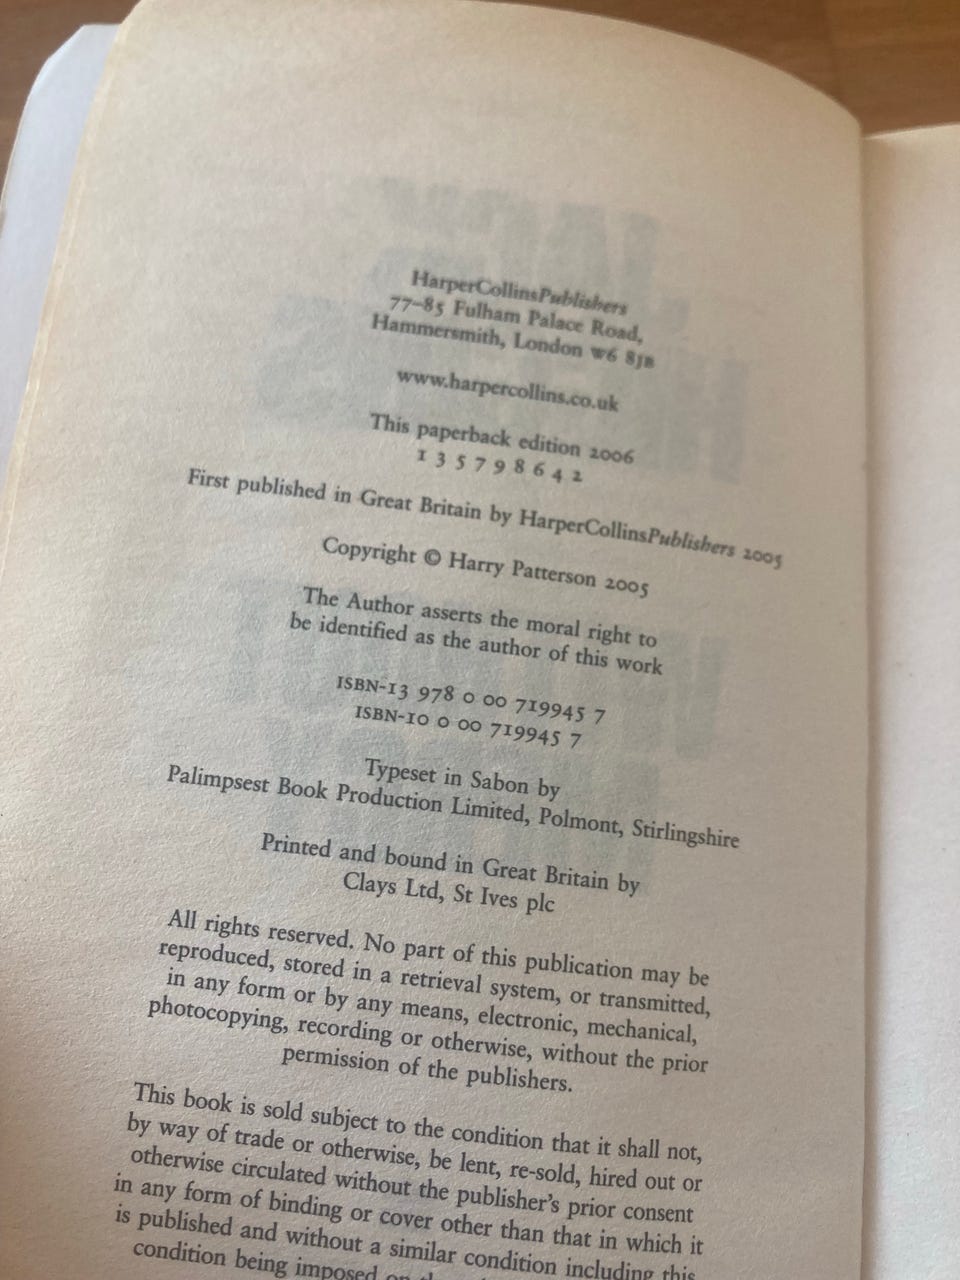 HarperCollinsPublishers
77–85 Fulham Palace Road,
Hammersmith, London W6 8JB
www.harpercollins.co.uk
This paperback edition 2006
1 3 5 7 9 8 6 4 2
First published in Great Britain by HarperCollinsPublishers 2005
Copyright © Harry Patterson 2005
The Author asserts the moral right to
be identified as the author of this work
ISBN-13 978 0 00 719945 7
ISBN-10 0 00 719945 7
Typeset in Sabon by
Palimpsest Book Production Limited, Polmont, Stirlingshire
Printed and bound in Great Britain by
Clays Ltd, St Ives plc
All rights reserved. No part of this publication may be
reproduced, stored in a retrieval system, or transmitted,
in any form or by any means, electronic, mechanical,
photocopying, recording or otherwise, without the prior
permission of the publishers.
This book is sold subject to the condition that it shall not,
by way of trade or otherwise, be lent, re-sold, hired out or
otherwise circulated without the publisher's prior consent
in any form of binding or cover other than that in which it
is published and without a similar condition including this
condition being imposed on